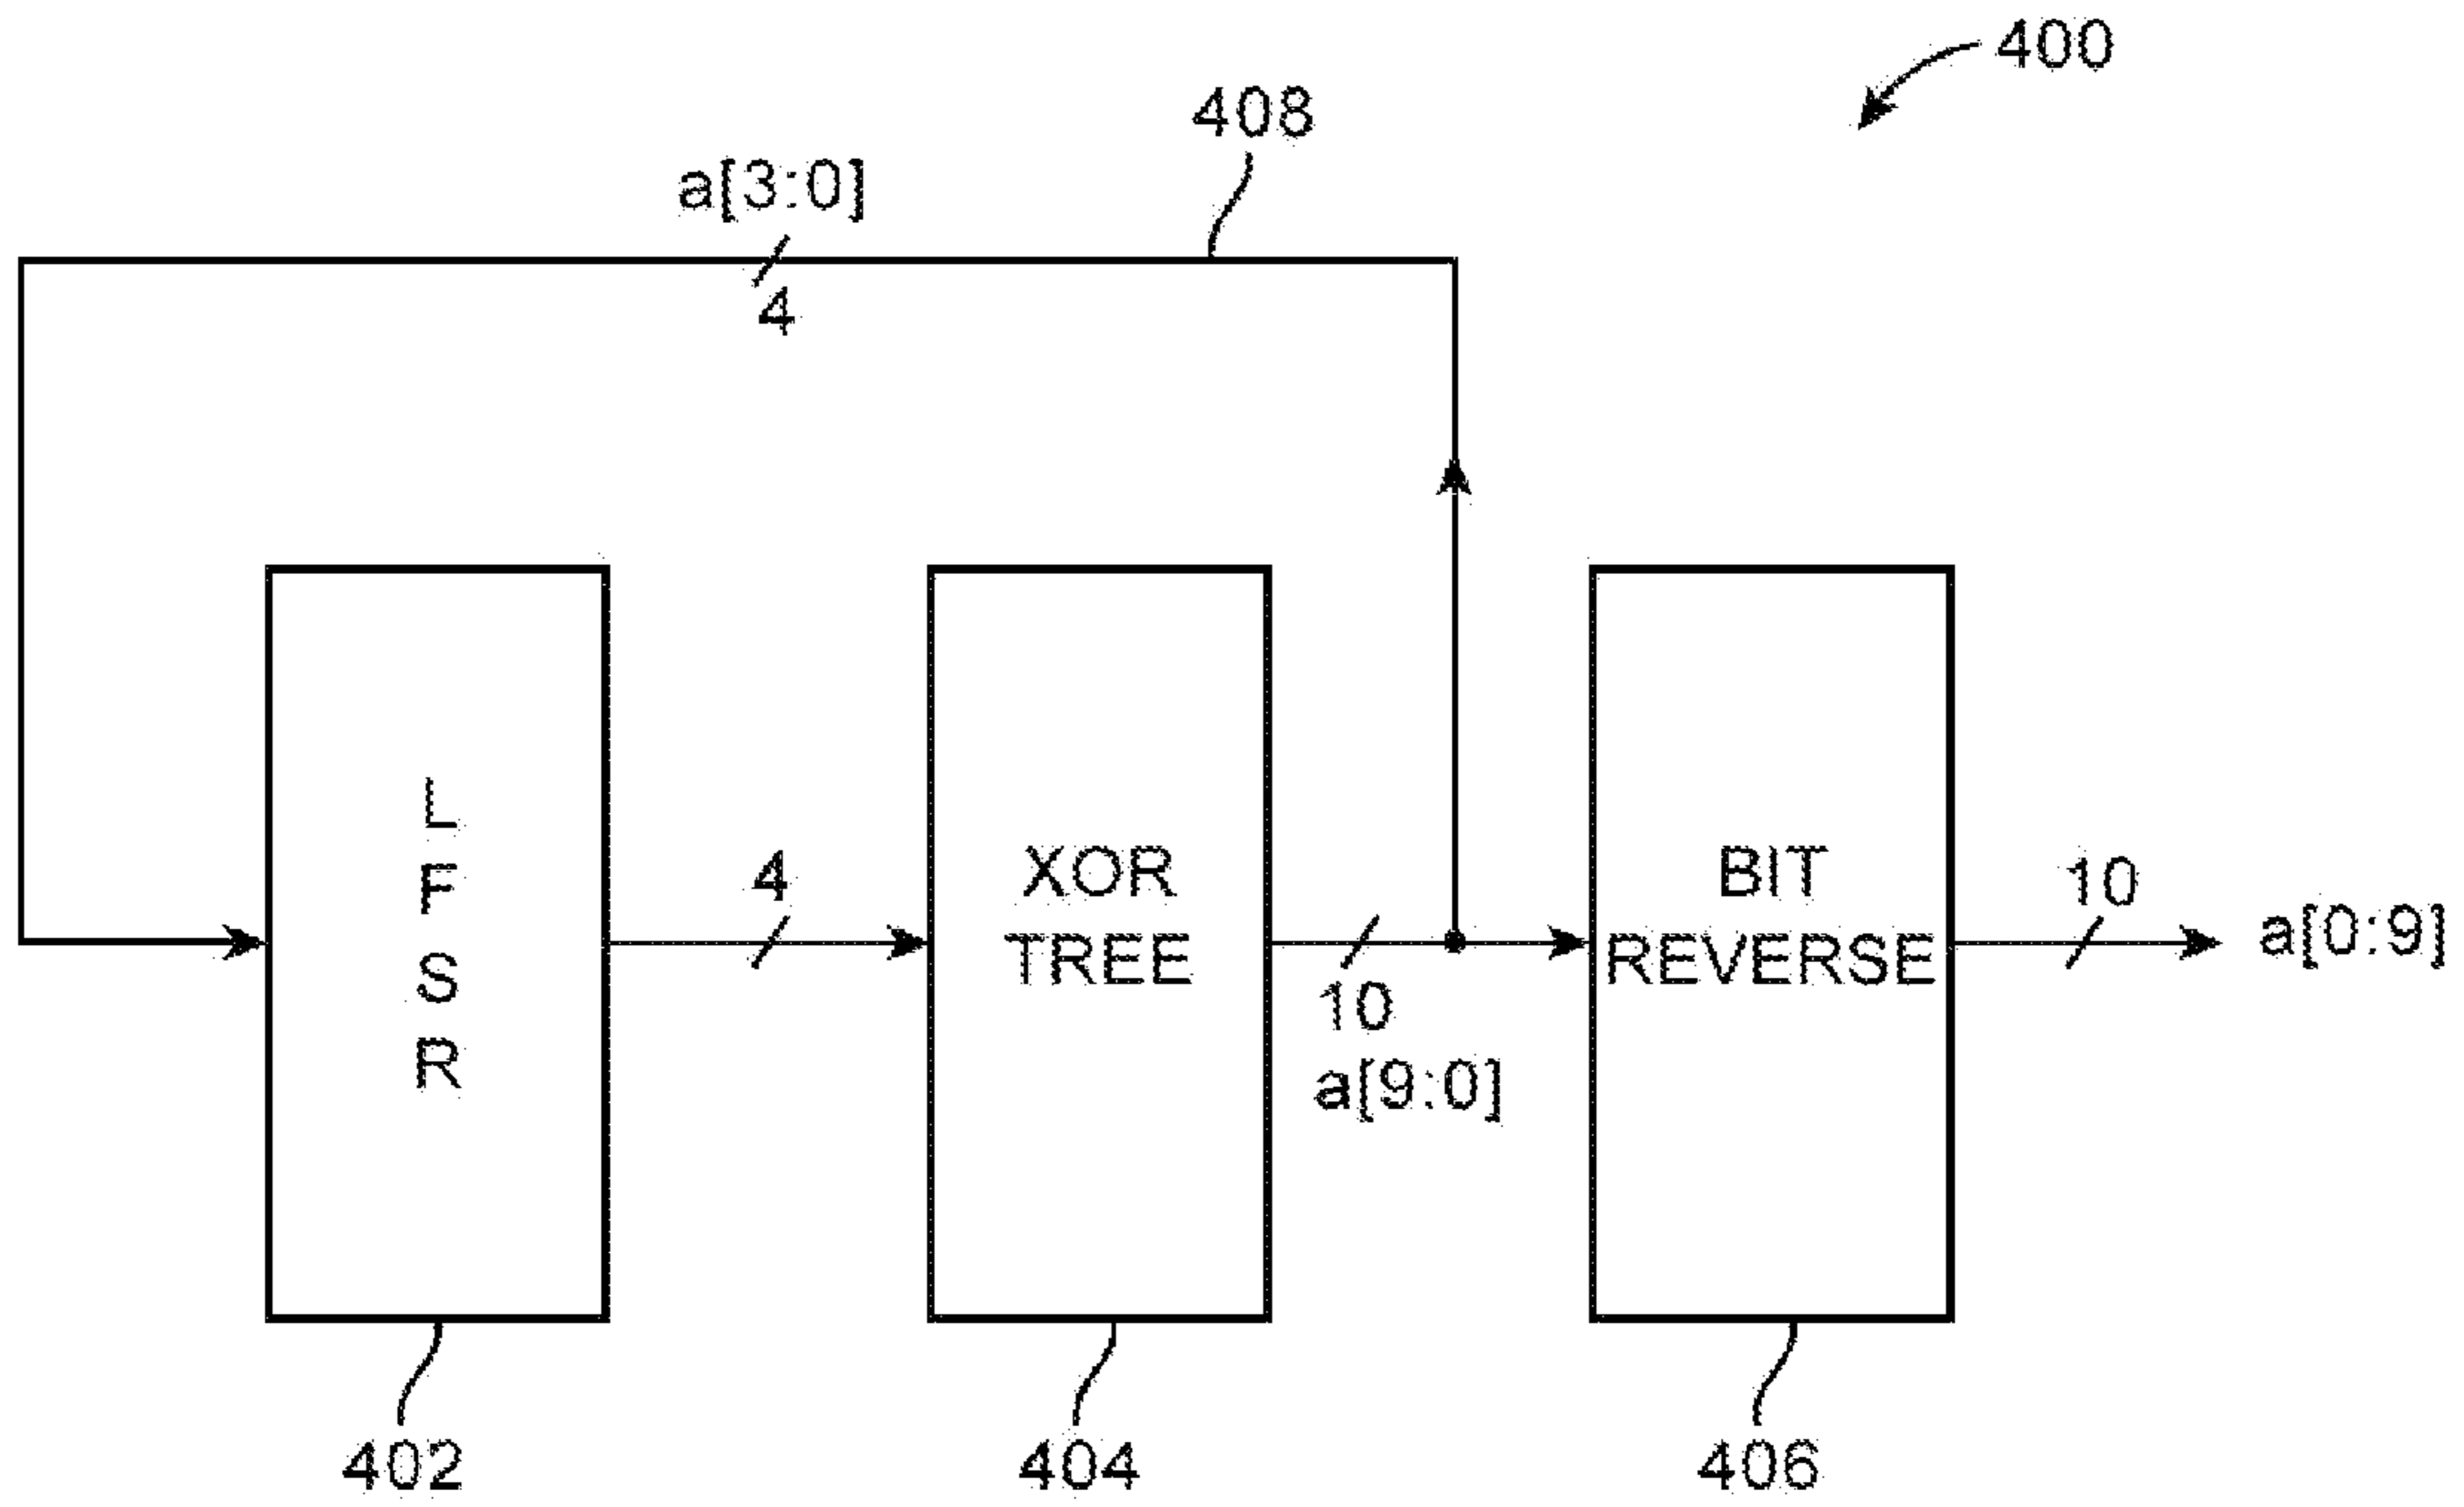 400
408
a[3:0]
4
L
F
S
R
4
XOR
TREE
10
a[9:0]
BIT
REVERSE
10
a[0:9]
402
404
406